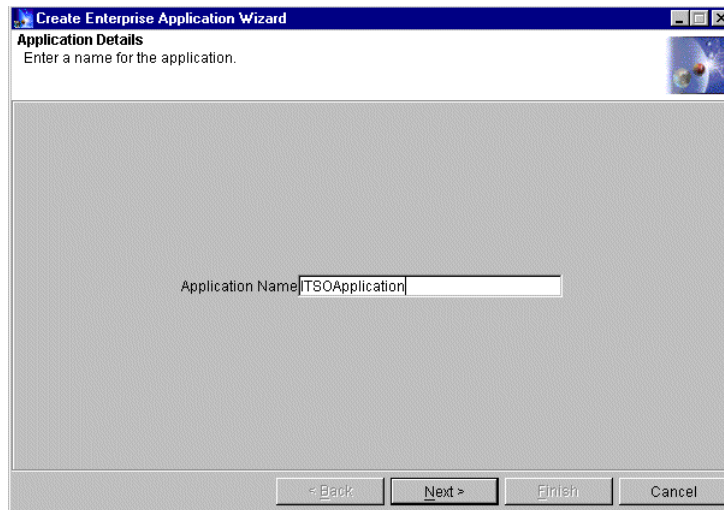 Create Enterprise Application Wizard
Application Details
Enter a name for the application.
Application Name ITSOApplication
< Back Next > Finish Cancel